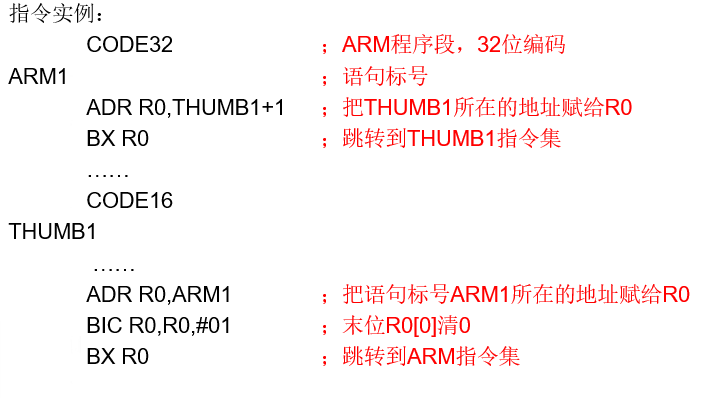 指令实例：
CODE32 ；ARM程序段，32位编码
ARM1 ；语句标号
ADR R0,THUMB1+1 ；把THUMB1所在的地址赋给R0
BX R0 ；跳转到THUMB1指令集
……
CODE16
THUMB1
……
ADR R0,ARM1 ；把语句标号ARM1所在的地址赋给R0
BIC R0,R0,#01 ；末位R0[0]清0
BX R0 ；跳转到ARM指令集